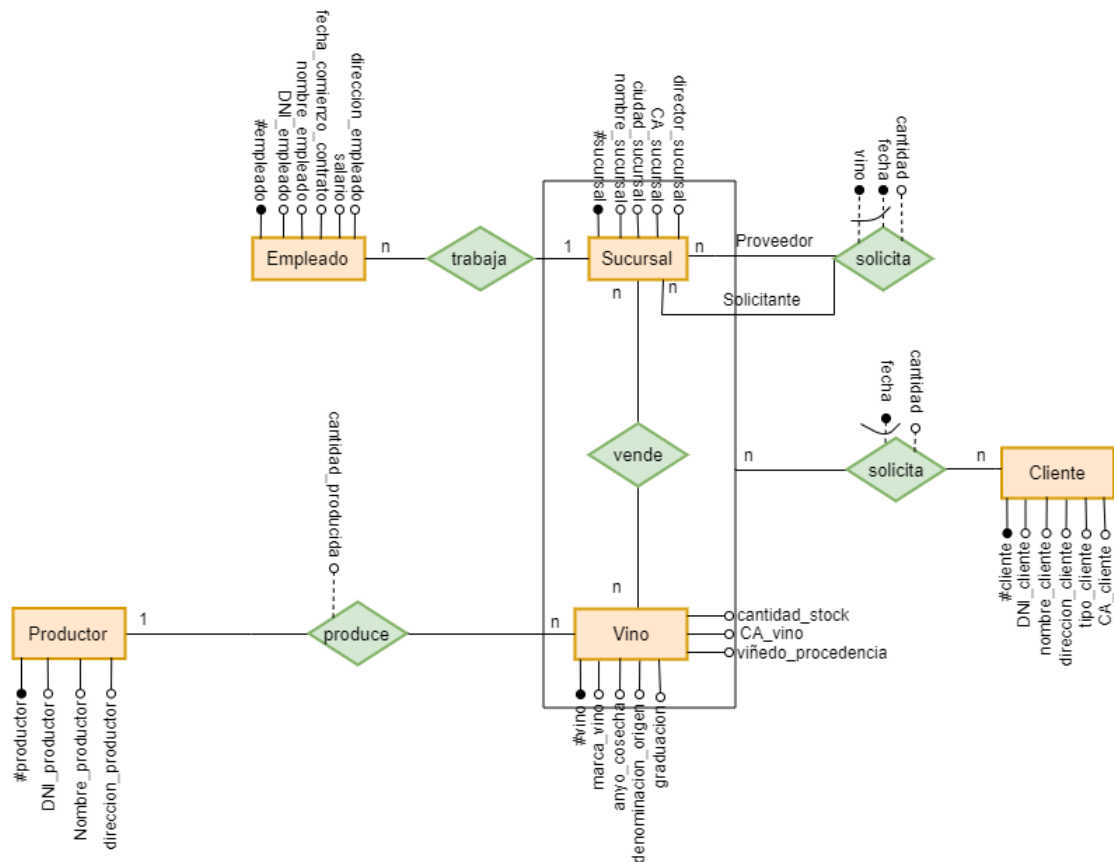 #empleado
DNI_empleado
nombre_empleado
fecha_comienzo_contrato
salario
direccion_empleado
#sucursal
nombre_sucursal
ciudad_sucursal
CA_sucursal
director_sucursal
vino
fecha
cantidad
Empleado
n
trabaja
1
Sucursal
n
Proveedor
solicita
n
n
Solicitante
cantidad_producida
fecha
cantidad
vende
n
solicita
n
Cliente
#cliente
DNI_cliente
nombre_cliente
direccion_cliente
tipo_cliente
CA_cliente
n
Productor
1
produce
n
Vino
cantidad_stock
CA_vino
viñedo_procedencia
#productor
DNI_productor
Nombre_productor
direccion_productor
#vino
marca_vino
anyo_cosecha
denominacion_origen
graduacion